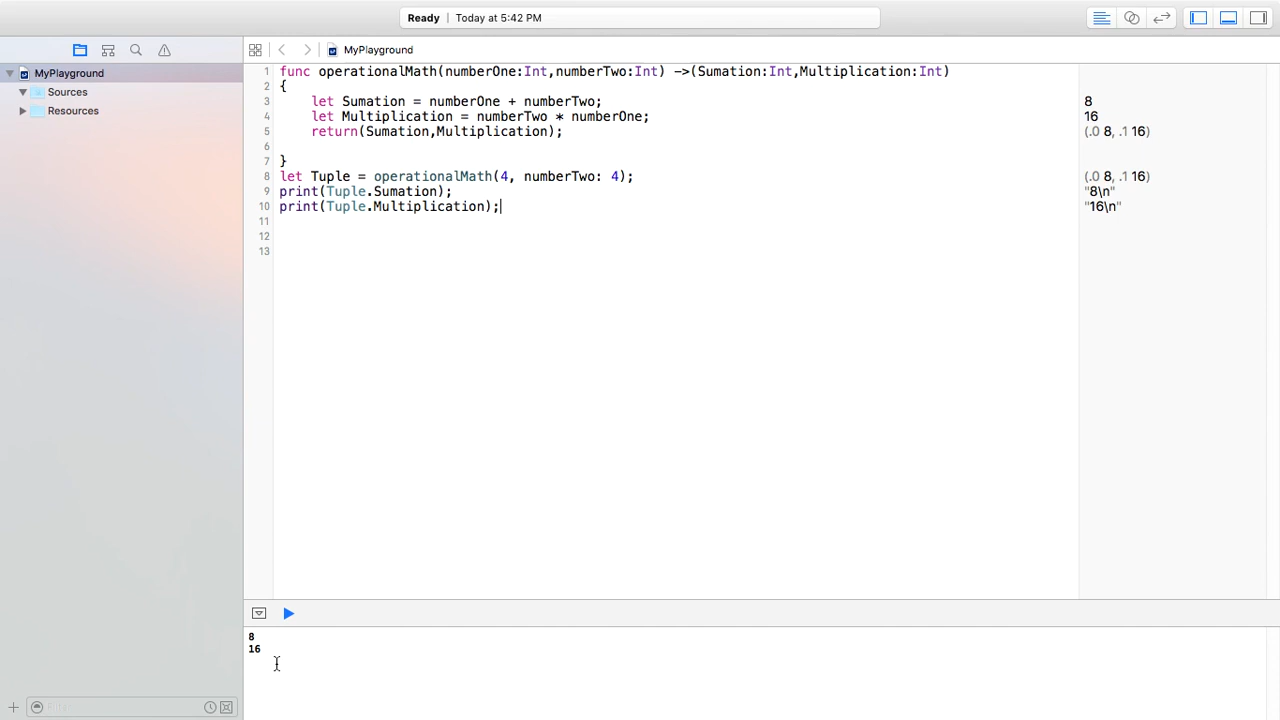 Ready Today at 5:42 PM
MyPlayground
MyPlayground
Sources
Resources
1 func operationalMath(numberOne:Int,numberTwo:Int) ->(Sumation:Int,Multiplication:Int)
2 {
3 let Sumation = numberOne + numberTwo; 8
4 let Multiplication = numberTwo * numberOne; 16
5 return(Sumation,Multiplication); (.0 8, .1 16)
6
7 }
8 let Tuple = operationalMath(4, numberTwo: 4); (.0 8, .1 16)
9 print(Tuple.Sumation); "8\n"
10 print(Tuple.Multiplication); "16\n"
11
12
13
8
16
Filter